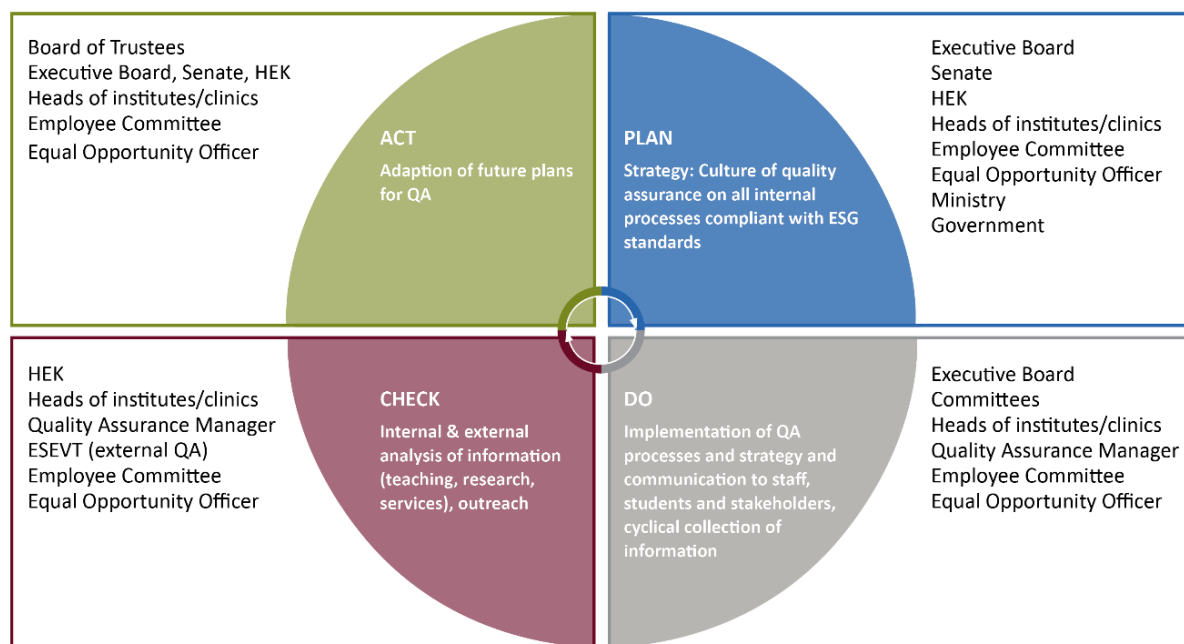 Board of Trustees
Executive Board, Senate, HEK
Heads of institutes/clinics
Employee Committee
Equal Opportunity Officer
ACT
Adaption of future plans
for QA
PLAN
Strategy: Culture of quality
assurance on all internal
processes compliant with ESG
standards
Executive Board
Senate
HEK
Heads of institutes/clinics
Employee Committee
Equal Opportunity Officer
Ministry
Government
HEK
Heads of institutes/clinics
Quality Assurance Manager
ESEVT (external QA)
Employee Committee
Equal Opportunity Officer
CHECK
Internal & external
analysis of information
(teaching, research,
services), outreach
DO
Implementation of QA
processes and strategy and
communication to staff,
students and stakeholders,
cyclical collection of
information
Executive Board
Committees
Heads of institutes/clinics
Quality Assurance Manager
Employee Committee
Equal Opportunity Officer